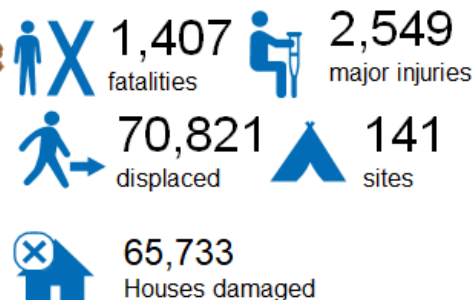 1,407
fatalities
2,549
major injuries
70,821
displaced
141
sites
65,733
Houses damaged